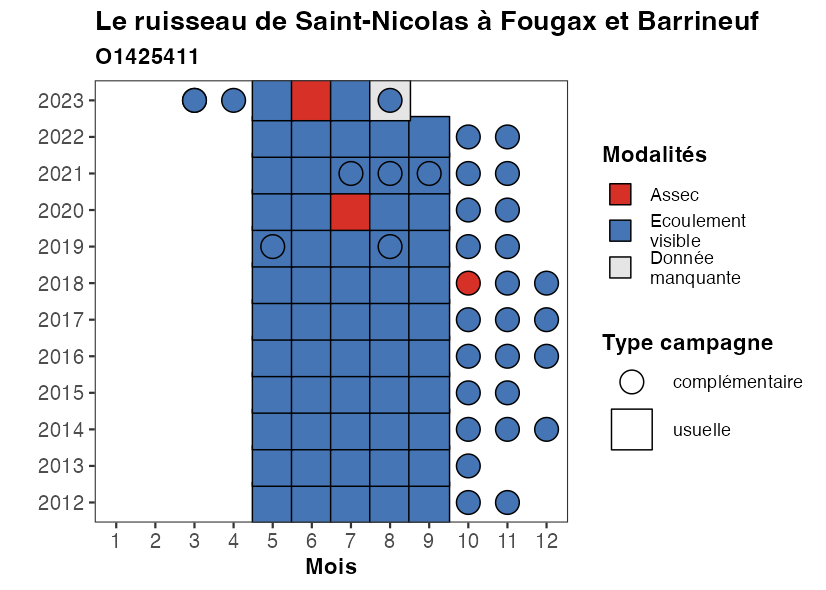 Le ruisseau de Saint-Nicolas à Fougax et Barrineuf
O1425411
2023
2022
2021
2020
2019
2018
2017
2016
2015
2014
2013
2012
1 2 3 4 5 6 7 8 9 10 11 12
Mois
Modalités
Assec
Ecoulement
visible
Donnée
manquante
Type campagne
complémentaire
usuelle